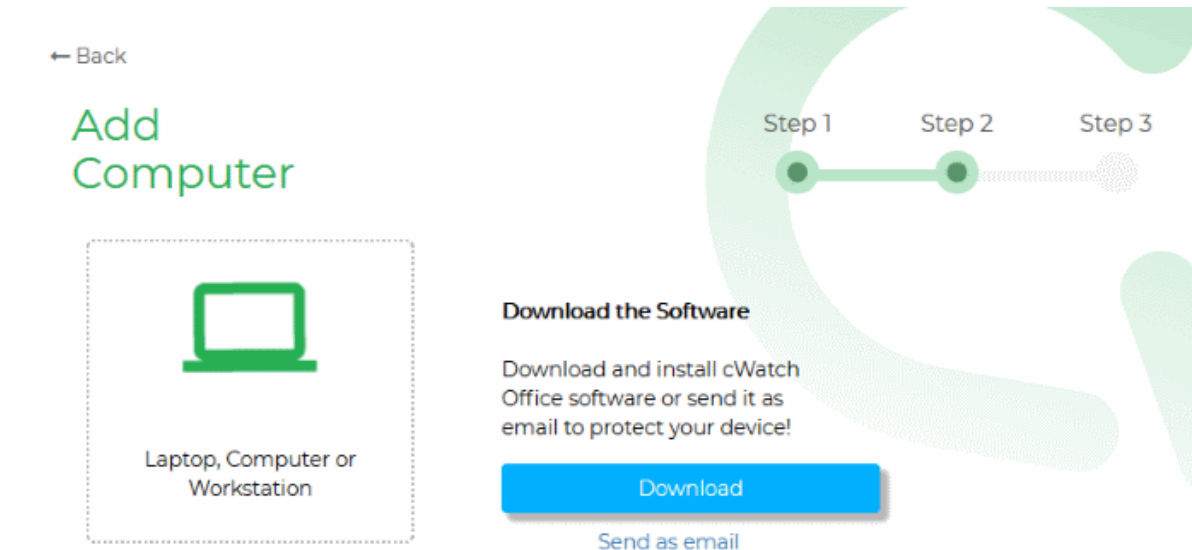 ← Back
Add
Computer
Step 1 Step 2 Step 3
Laptop, Computer or
Workstation
Download the Software
Download and install cWatch
Office software or send it as
email to protect your device!
Download
Send as email